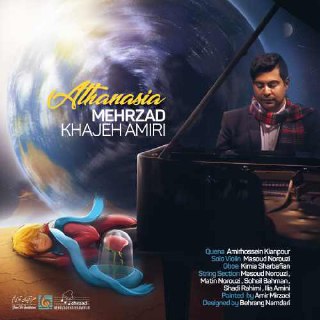 Athanasia
MEHRZAD
KHAJEH AMIRI
Quena Amirhossein Kianpour
Solo Violin Masoud Norouzi
Oboe Kimia Sharbafian
String Section Masoud Norouzi,
Matin Norouzi, Soheil Bahman,
Shadi Rahimi, Ilia Amini
Painted by Amir Mirzaei
Designed by Behrang Namdari